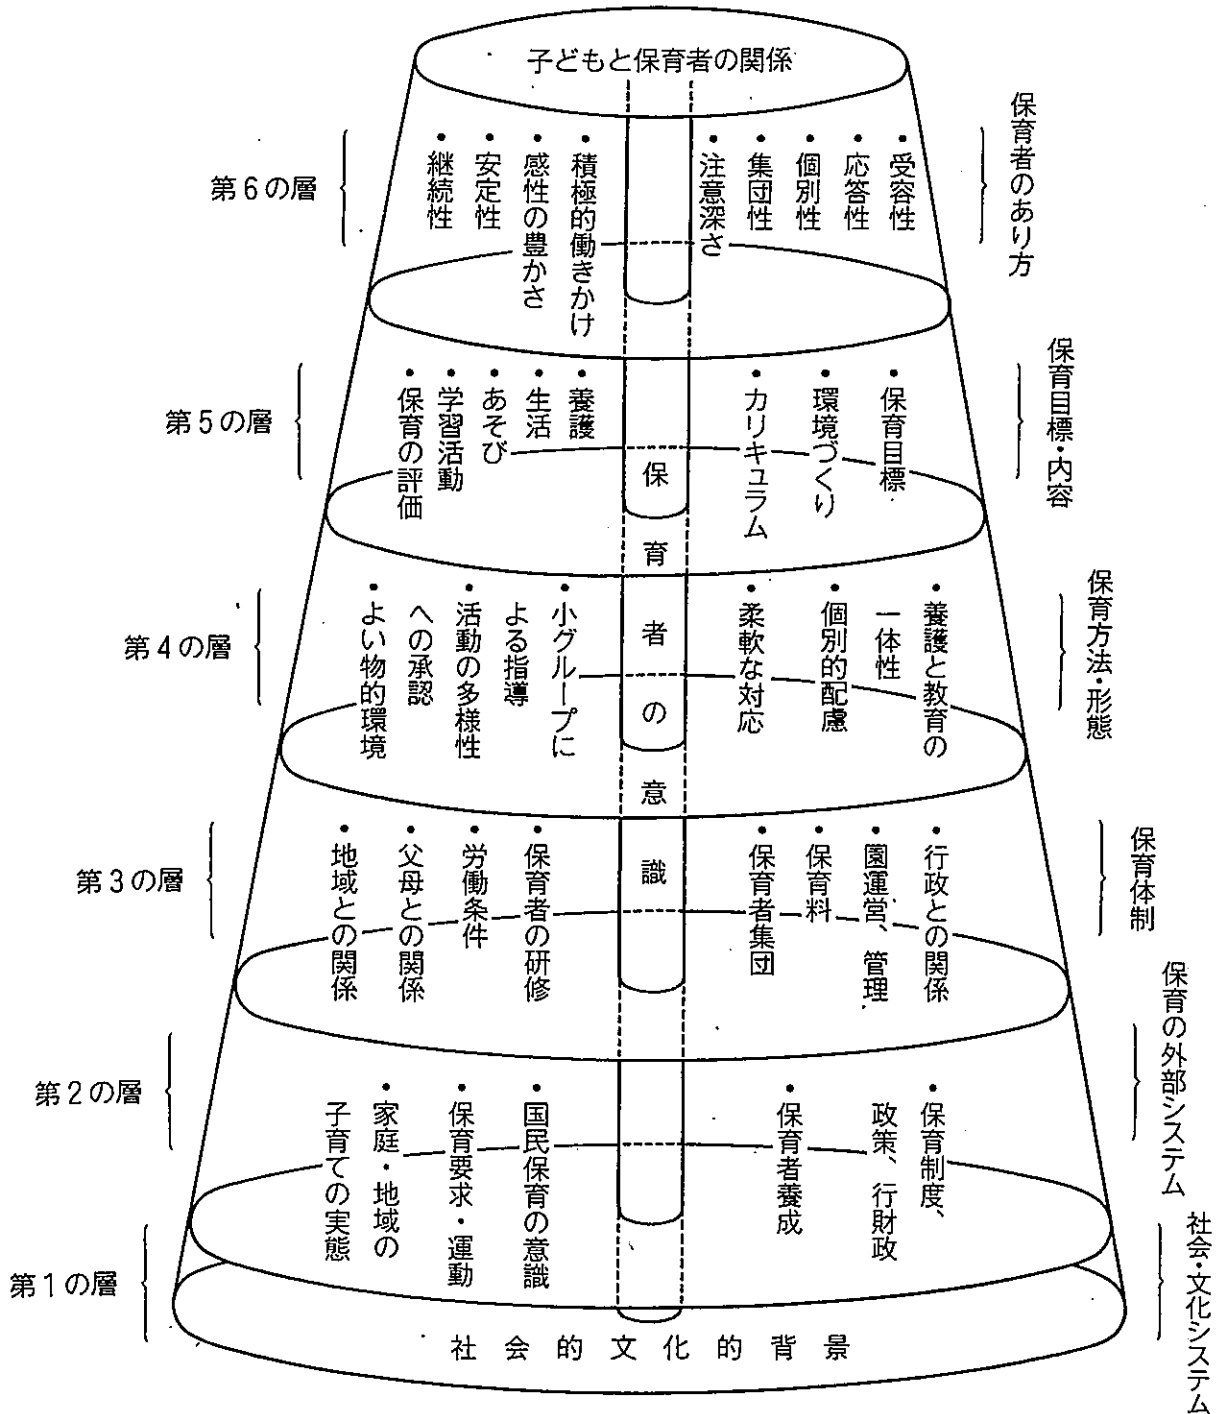 子どもと保育者の関係
第6の層
保育者のあり方
・受容性
・応答性
・個別性
・集団性
・注意深さ
・積極的働きかけ
・感性の豊かさ
・安定性
・継続性
第5の層
保育目標・内容
・保育目標
・環境づくり
・カリキュラム
・養護
・生活
・あそび
・学習活動
・保育の評価
第4の層
保育方法・形態
・養護と教育の
一体性
・個別的配慮
・柔軟な対応
・小グループに
よる指導
・活動の多様性
への承認
・よい物的環境
第3の層
保育体制
・行政との関係
・園運営、管理
・保育料
・保育者集団
・保育者の研修
・労働条件
・父母との関係
・地域との関係
第2の層
保育の外部システム
・保育制度、
政策、行財政
・保育者養成
・国民保育の意識
・保育要求・運動
・家庭・地域の
子育ての実態
第1の層
社会・文化システム
社会的文化的背景
保育者の意識